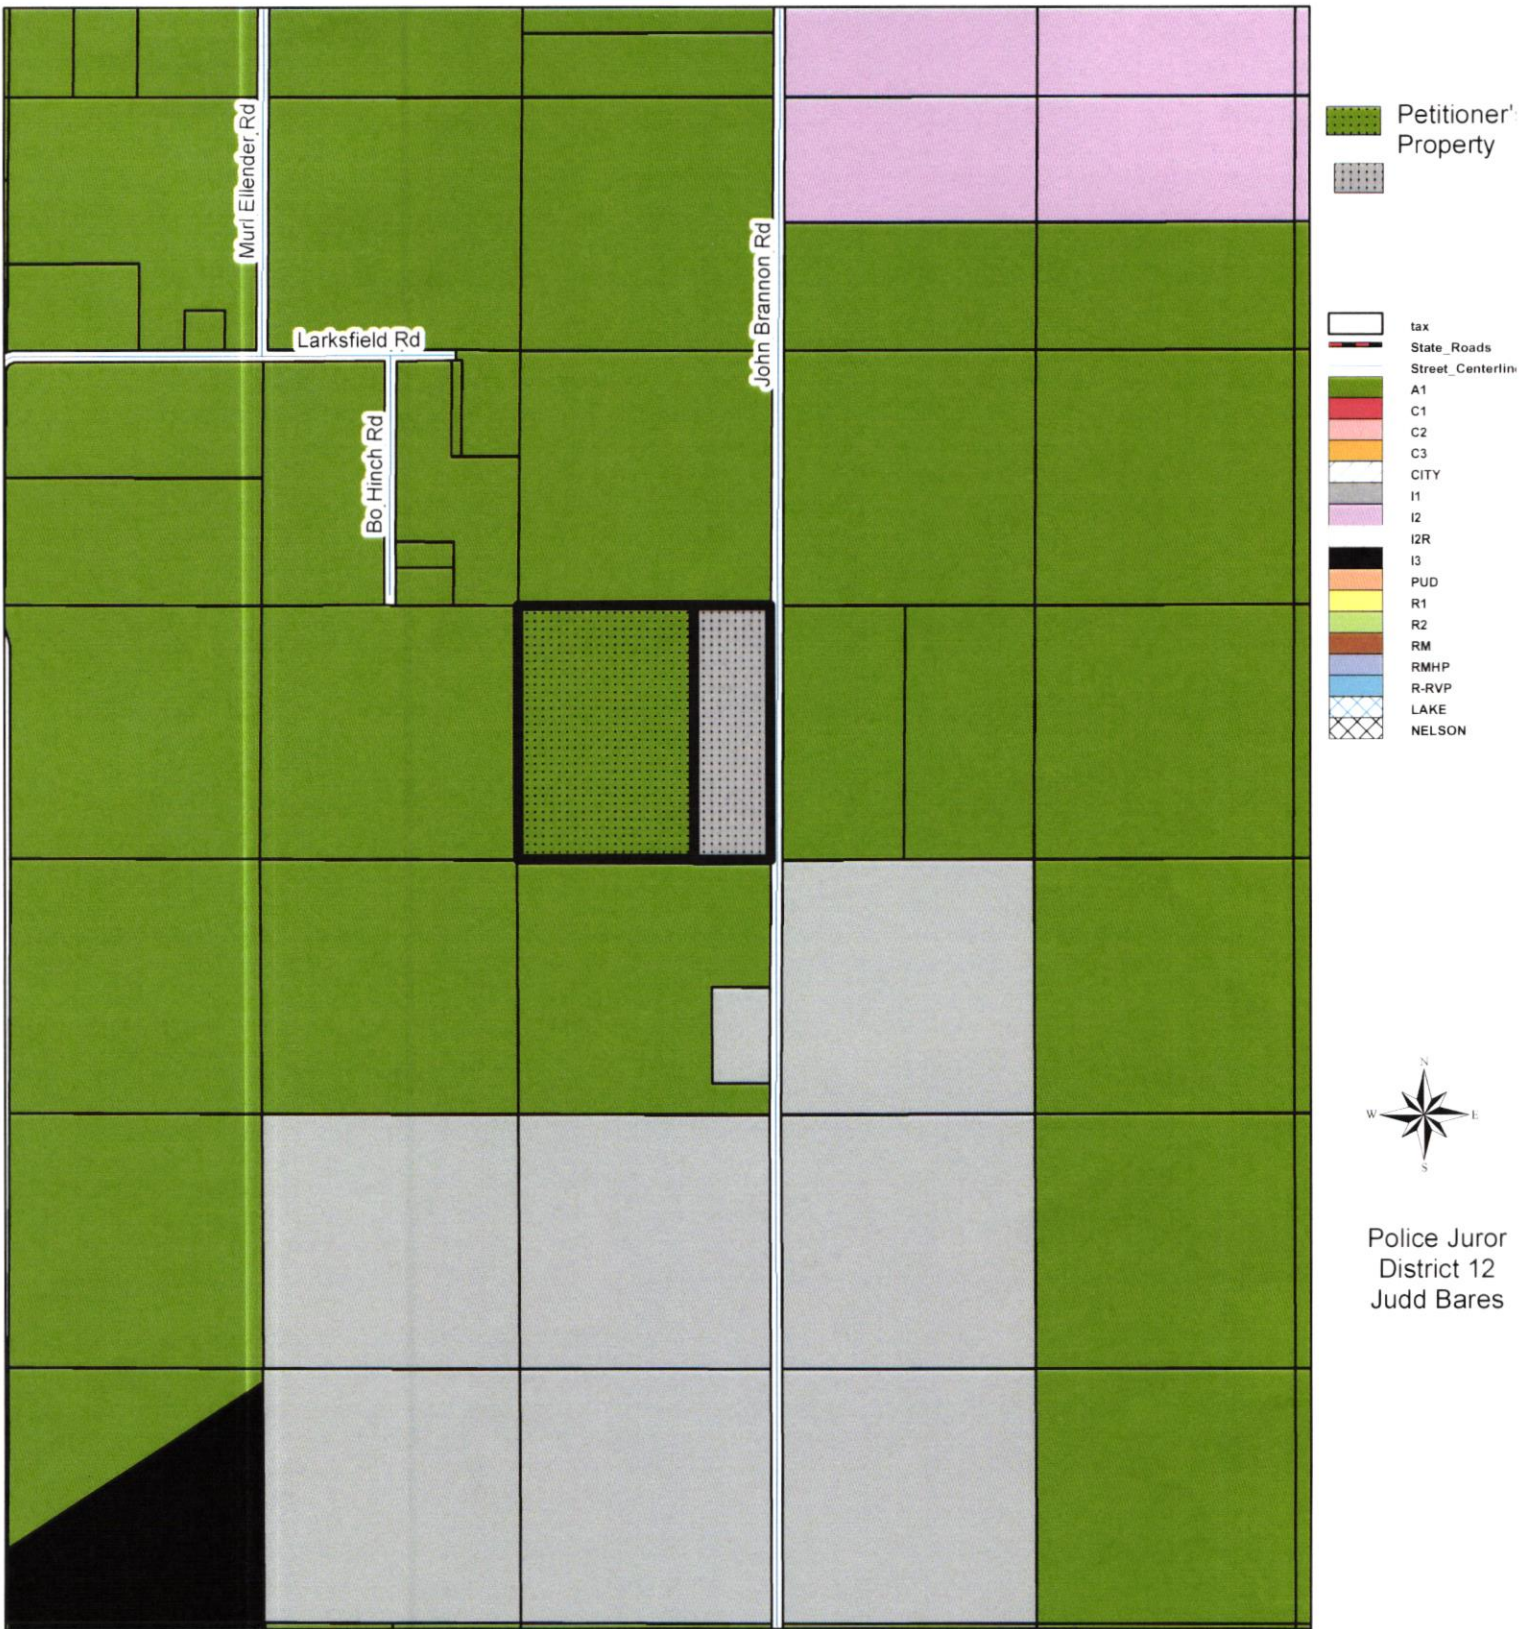 Murl Ellender Rd
Larksfield Rd
Bo Hinch Rd
John Brannon Rd
Petitioner'
Property
tax
State_Roads
Street_Centerlin
A1
C1
C2
C3
CITY
I1
I2
I2R
I3
PUD
R1
R2
RM
RMHP
R-RVP
LAKE
NELSON
N
W
E
S
Police Juror
District 12
Judd Bares